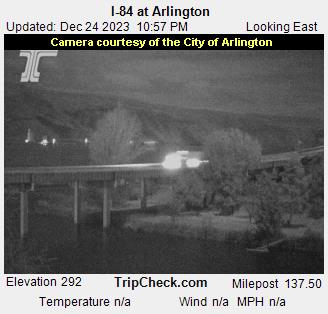 I-84 at Arlington
Updated: Dec 24 2023 10:57 PM Looking East
Camera courtesy of the City of Arlington
Elevation 292 TripCheck.com Milepost 137.50
Temperature n/a Wind n/a MPH n/a